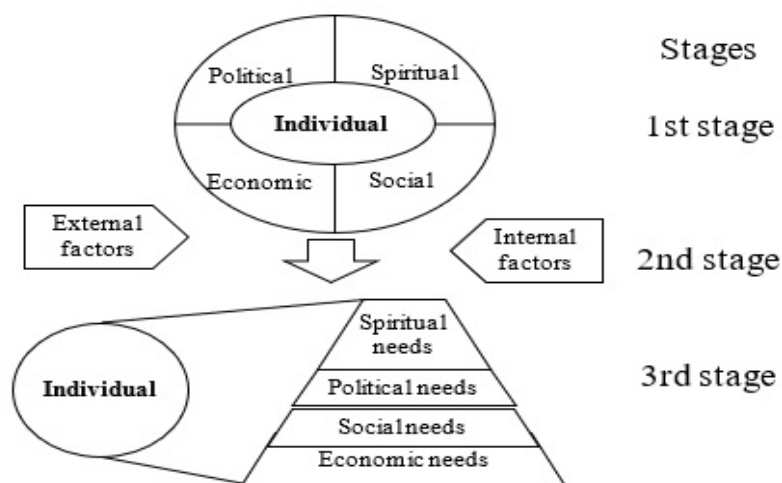 Stages
Political
Spiritual
Individual
1st stage
Economic
Social
External
factors
Internal
factors
2nd stage
Spiritual
needs
Individual
Political needs
3rd stage
Social needs
Economic needs